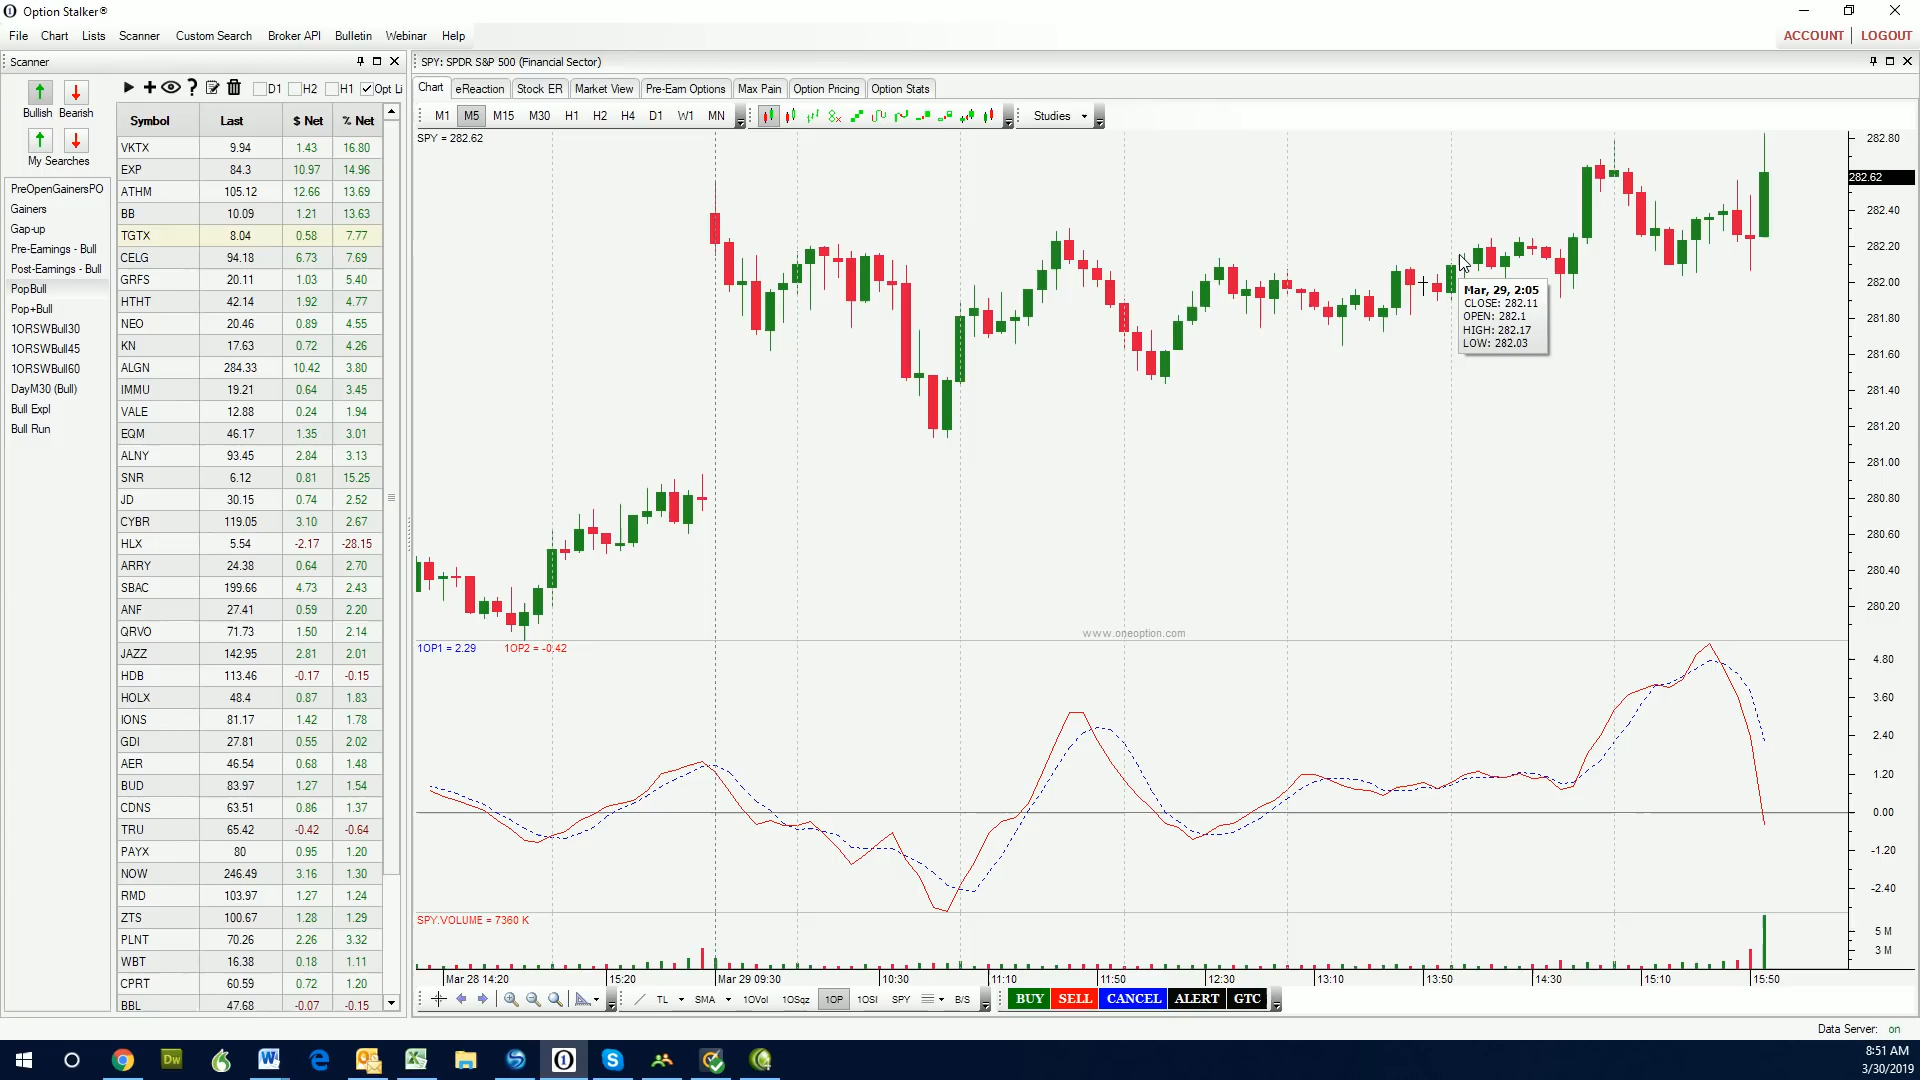 Option Stalker®
File Chart Lists Scanner Custom Search Broker API Bulletin Webinar Help
ACCOUNT LOGOUT
Scanner
SPY: SPDR S&P 500 (Financial Sector)
Bullish Bearish
My Searches
D1 H2 H1 Opt Li
PreOpenGainersPO
Gainers
Gap-up
Pre-Earnings - Bull
Post-Earnings - Bull
PopBull
Pop+Bull
1ORSWBull30
1ORSWBull45
1ORSWBull60
DayM30 (Bull)
Bull Expl
Bull Run
Symbol Last $ Net % Net
VKTX 9.94 1.43 16.80
EXP 84.3 10.97 14.96
ATHM 105.12 12.66 13.69
BB 10.09 1.21 13.63
TGTX 8.04 0.58 7.77
CELG 94.18 6.73 7.69
GRFS 20.11 1.03 5.40
HTHT 42.14 1.92 4.77
NEO 20.46 0.89 4.55
KN 17.63 0.72 4.26
ALGN 284.33 10.42 3.80
IMMU 19.21 0.64 3.45
VALE 12.88 0.24 1.94
EQM 46.17 1.35 3.01
ALNY 93.45 2.84 3.13
SNR 6.12 0.81 15.25
JD 30.15 0.74 2.52
CYBR 119.05 3.10 2.67
HLX 5.54 -2.17 -28.15
ARRY 24.38 0.64 2.70
SBAC 199.66 4.73 2.43
ANF 27.41 0.59 2.20
QRVO 71.73 1.50 2.14
JAZZ 142.95 2.81 2.01
HDB 113.46 -0.17 -0.15
HOLX 48.4 0.87 1.83
IONS 81.17 1.42 1.78
GDI 27.81 0.55 2.02
AER 46.54 0.68 1.48
BUD 83.97 1.27 1.54
CDNS 63.51 0.86 1.37
TRU 65.42 -0.42 -0.64
PAYX 80 0.95 1.20
NOW 246.49 3.16 1.30
RMD 103.97 1.27 1.24
ZTS 100.67 1.28 1.29
PLNT 70.26 2.26 3.32
WBT 16.38 0.18 1.11
CPRT 60.59 0.72 1.20
BBL 47.68 -0.07 -0.15
Chart eReaction Stock ER Market View Pre-Earn Options Max Pain Option Pricing Option Stats
M1 M5 M15 M30 H1 H2 H4 D1 W1 MN Studies
SPY = 282.62
282.80
282.62
282.40
282.20
282.00
281.80
281.60
281.40
281.20
281.00
280.80
280.60
280.40
280.20
Mar, 29, 2:05
CLOSE: 282.11
OPEN: 282.1
HIGH: 282.17
LOW: 282.03
www.oneoption.com
1OP1 = 2.29 1OP2 = -0.42
4.80
3.60
2.40
1.20
0.00
-1.20
-2.40
SPY.VOLUME = 7360 K
5 M
3 M
Mar 28 14:20 15:20 Mar 29 09:30 10:30 11:10 11:50 12:30 13:10 13:50 14:30 15:10 15:50
TL SMA 1OVol 1OSqz 1OP 1OSI SPY B/S BUY SELL CANCEL ALERT GTC
Data Server: on
8:51 AM
3/30/2019